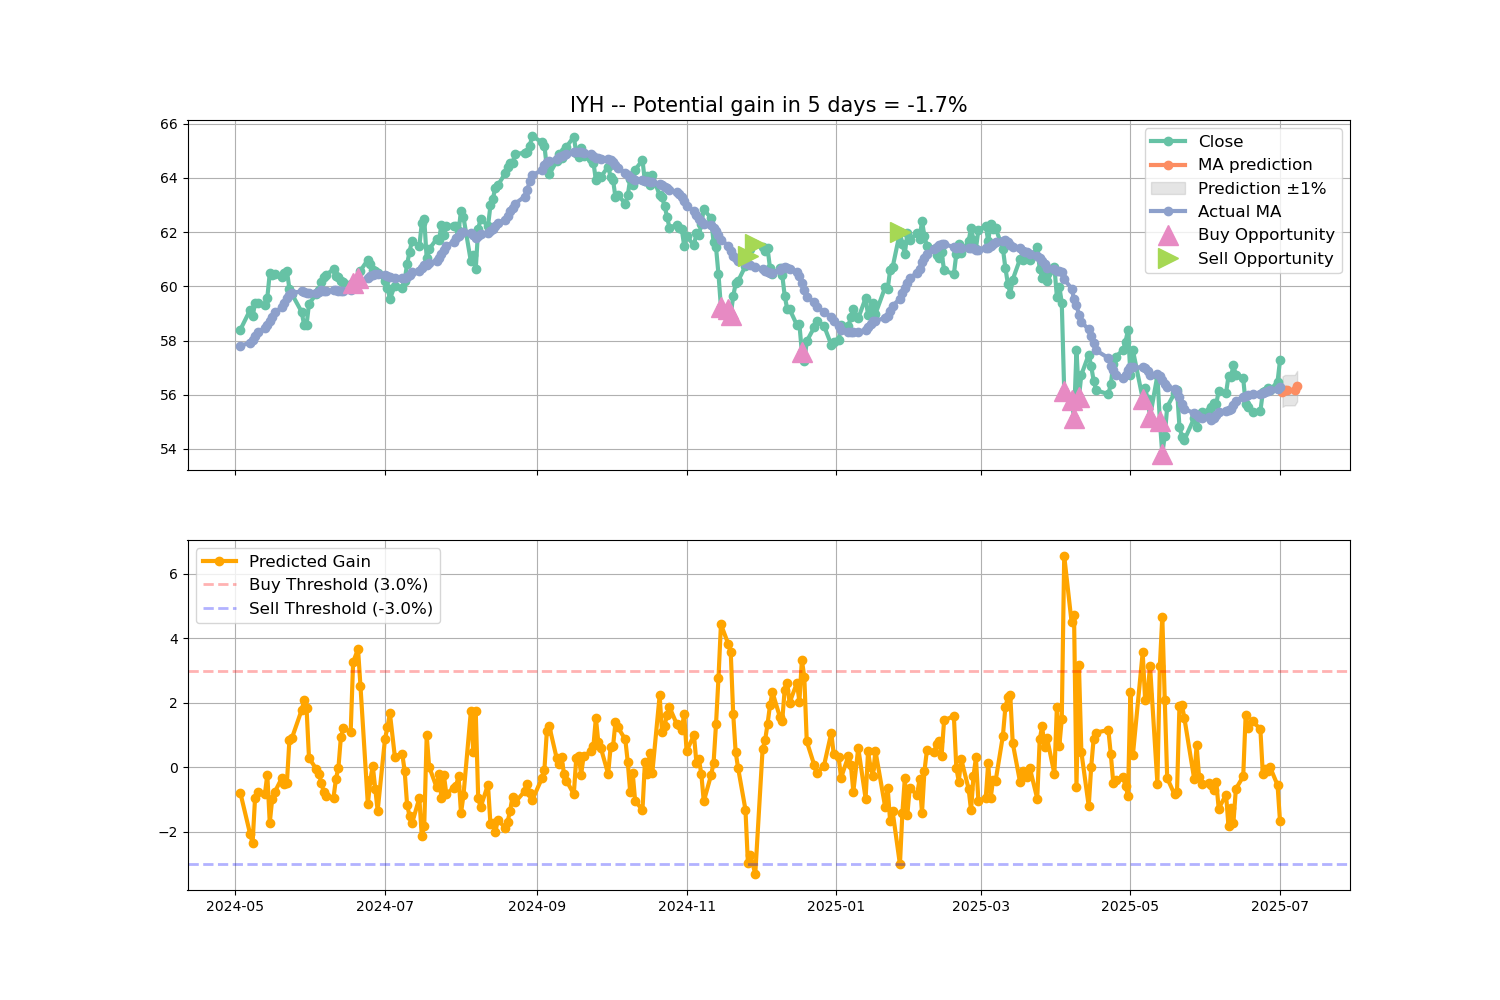 IYH -- Potential gain in 5 days = -1.7%
66
64
62
60
58
56
54
Close
MA prediction
Prediction ±1%
Actual MA
Buy Opportunity
Sell Opportunity
6
4
2
0
−2
Predicted Gain
Buy Threshold (3.0%)
Sell Threshold (-3.0%)
2024-05
2024-07
2024-09
2024-11
2025-01
2025-03
2025-05
2025-07